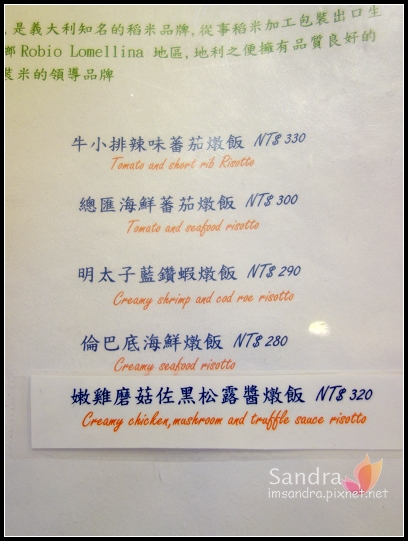 是義大利知名的稻米品牌,從事稻米加工包裝出口生
鄉 Robio Lomellina 地區,地利之便擁有品質良好的
裝米的領導品牌
牛小排辣味蕃茄燉飯 NT$ 330
Tomato and short rib Risotto
總匯海鮮蕃茄燉飯 NT$ 300
Tomato and seafood risotto
明太子藍鑽蝦燉飯 NT$ 290
Creamy shrimp and cod roe risotto
倫巴底海鮮燉飯 NT$ 280
Creamy seafood risotto
嫩雞磨菇佐黑松露醬燉飯 NT$ 320
Creamy chicken,mushroom and truffle sauce risotto
Sandra
imsandra.pixnet.net